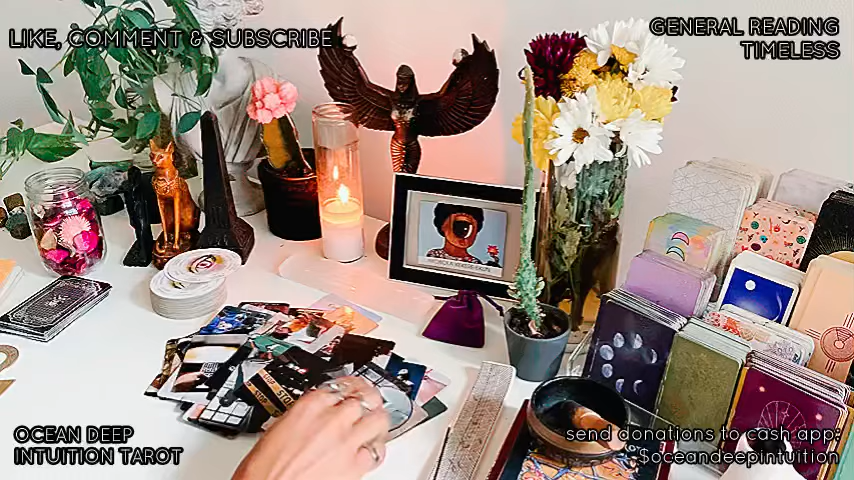 LIKE, COMMENT & SUBSCRIBE
GENERAL READING
TIMELESS
OCEAN DEEP
INTUITION TAROT
send donations to cash app:
$oceandeepintuition